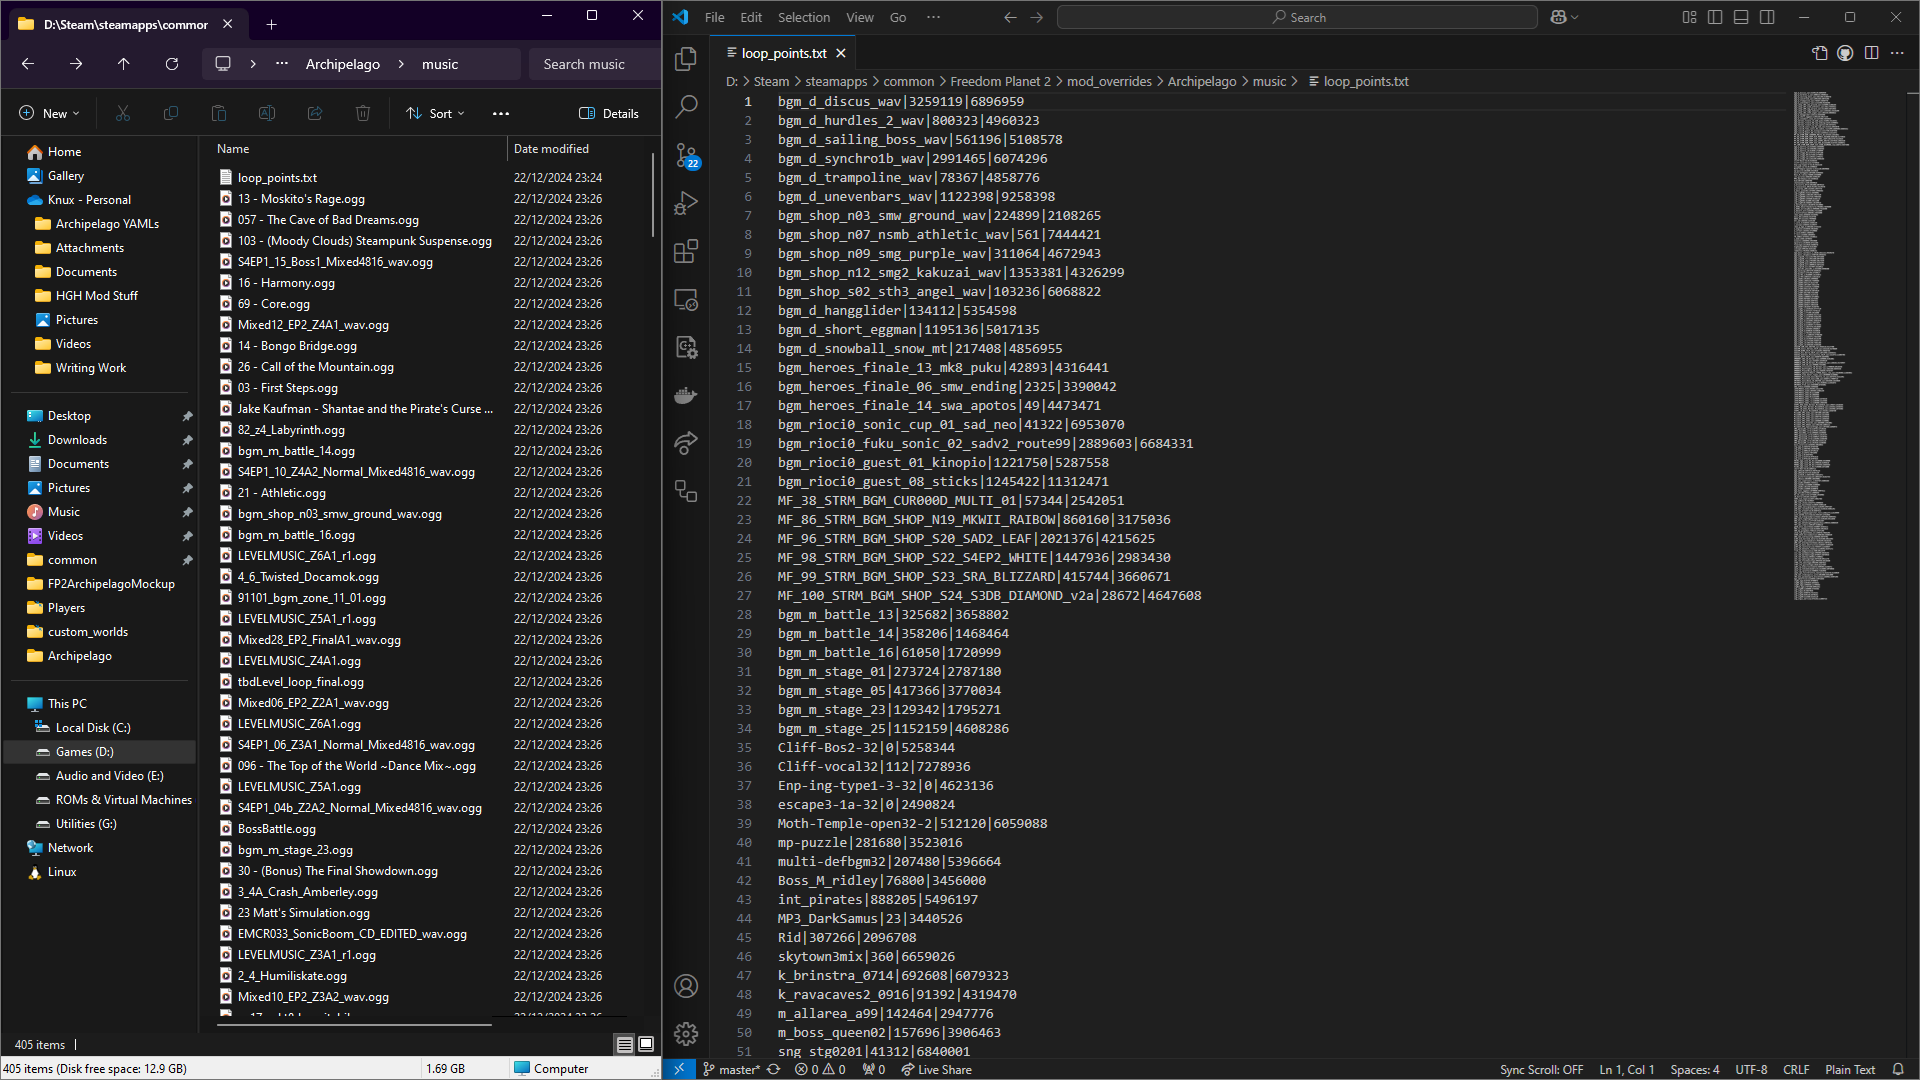 D:\Steam\steamapps\commor
Archipelago
music
Search music
New
Sort
Details
Home
Gallery
Knux - Personal
Archipelago YAMLs
Attachments
Documents
HGH Mod Stuff
Pictures
Videos
Writing Work
Desktop
Downloads
Documents
Pictures
Music
Videos
common
FP2ArchipelagoMockup
Players
custom_worlds
Archipelago
This PC
Local Disk (C:)
Games (D:)
Audio and Video (E:)
ROMs & Virtual Machines
Utilities (G:)
Network
Linux
Name Date modified
loop_points.txt 22/12/2024 23:24
13 - Moskito's Rage.ogg 22/12/2024 23:26
057 - The Cave of Bad Dreams.ogg 22/12/2024 23:26
103 - (Moody Clouds) Steampunk Suspense.ogg 22/12/2024 23:26
S4EP1_15_Boss1_Mixed4816_wav.ogg 22/12/2024 23:26
16 - Harmony.ogg 22/12/2024 23:26
69 - Core.ogg 22/12/2024 23:26
Mixed12_EP2_Z4A1_wav.ogg 22/12/2024 23:26
14 - Bongo Bridge.ogg 22/12/2024 23:26
26 - Call of the Mountain.ogg 22/12/2024 23:26
03 - First Steps.ogg 22/12/2024 23:26
Jake Kaufman - Shantae and the Pirate's Curse ... 22/12/2024 23:26
82_z4_Labyrinth.ogg 22/12/2024 23:26
bgm_m_battle_14.ogg 22/12/2024 23:26
S4EP1_10_Z4A2_Normal_Mixed4816_wav.ogg 22/12/2024 23:26
21 - Athletic.ogg 22/12/2024 23:26
bgm_shop_n03_smw_ground_wav.ogg 22/12/2024 23:26
bgm_m_battle_16.ogg 22/12/2024 23:26
LEVELMUSIC_Z6A1_r1.ogg 22/12/2024 23:26
4_6_Twisted_Docamok.ogg 22/12/2024 23:26
91101_bgm_zone_11_01.ogg 22/12/2024 23:26
LEVELMUSIC_Z5A1_r1.ogg 22/12/2024 23:26
Mixed28_EP2_FinalA1_wav.ogg 22/12/2024 23:26
LEVELMUSIC_Z4A1.ogg 22/12/2024 23:26
tbdLevel_loop_final.ogg 22/12/2024 23:26
Mixed06_EP2_Z2A1_wav.ogg 22/12/2024 23:26
LEVELMUSIC_Z6A1.ogg 22/12/2024 23:26
S4EP1_06_Z3A1_Normal_Mixed4816_wav.ogg 22/12/2024 23:26
096 - The Top of the World ~Dance Mix~.ogg 22/12/2024 23:26
LEVELMUSIC_Z5A1.ogg 22/12/2024 23:26
S4EP1_04b_Z2A2_Normal_Mixed4816_wav.ogg 22/12/2024 23:26
BossBattle.ogg 22/12/2024 23:26
bgm_m_stage_23.ogg 22/12/2024 23:26
30 - (Bonus) The Final Showdown.ogg 22/12/2024 23:26
3_4A_Crash_Amberley.ogg 22/12/2024 23:26
23 Matt's Simulation.ogg 22/12/2024 23:26
EMCR033_SonicBoom_CD_EDITED_wav.ogg 22/12/2024 23:26
LEVELMUSIC_Z3A1_r1.ogg 22/12/2024 23:26
2_4_Humiliskate.ogg 22/12/2024 23:26
Mixed10_EP2_Z3A2_wav.ogg 22/12/2024 23:26
405 items
405 items (Disk free space: 12.9 GB) 1.69 GB Computer
File Edit Selection View Go ··· Search
loop_points.txt
D: > Steam > steamapps > common > Freedom Planet 2 > mod_overrides > Archipelago > music > loop_points.txt
22
1 bgm_d_discus_wav|3259119|6896959
2 bgm_d_hurdles_2_wav|800323|4960323
3 bgm_d_sailing_boss_wav|561196|5108578
4 bgm_d_synchro1b_wav|2991465|6074296
5 bgm_d_trampoline_wav|78367|4858776
6 bgm_d_unevenbars_wav|1122398|9258398
7 bgm_shop_n03_smw_ground_wav|224899|2108265
8 bgm_shop_n07_nsmb_athletic_wav|561|7444421
9 bgm_shop_n09_smg_purple_wav|311064|4672943
10 bgm_shop_n12_smg2_kakuzai_wav|1353381|4326299
11 bgm_shop_s02_sth3_angel_wav|103236|6068822
12 bgm_d_hangglider|134112|5354598
13 bgm_d_short_eggman|1195136|5017135
14 bgm_d_snowball_snow_mt|217408|4856955
15 bgm_heroes_finale_13_mk8_puku|42893|4316441
16 bgm_heroes_finale_06_smw_ending|2325|3390042
17 bgm_heroes_finale_14_swa_apotos|49|4473471
18 bgm_rioci0_sonic_cup_01_sad_neo|41322|6953070
19 bgm_rioci0_fuku_sonic_02_sadv2_route99|2889603|6684331
20 bgm_rioci0_guest_01_kinopio|1221750|5287558
21 bgm_rioci0_guest_08_sticks|1245422|11312471
22 MF_38_STRM_BGM_CUR000D_MULTI_01|57344|2542051
23 MF_86_STRM_BGM_SHOP_N19_MKWII_RAIBOW|860160|3175036
24 MF_96_STRM_BGM_SHOP_S20_SAD2_LEAF|2021376|4215625
25 MF_98_STRM_BGM_SHOP_S22_S4EP2_WHITE|1447936|2983430
26 MF_99_STRM_BGM_SHOP_S23_SRA_BLIZZARD|415744|3660671
27 MF_100_STRM_BGM_SHOP_S24_S3DB_DIAMOND_v2a|28672|4647608
28 bgm_m_battle_13|325682|3658802
29 bgm_m_battle_14|358206|1468464
30 bgm_m_battle_16|61050|1720999
31 bgm_m_stage_01|273724|2787180
32 bgm_m_stage_05|417366|3770034
33 bgm_m_stage_23|129342|1795271
34 bgm_m_stage_25|1152159|4608286
35 Cliff-Bos2-32|0|5258344
36 Cliff-vocal32|112|7278936
37 Enp-ing-type1-3-32|0|4623136
38 escape3-1a-32|0|2490824
39 Moth-Temple-open32-2|512120|6059088
40 mp-puzzle|281680|3523016
41 multi-defbgm32|207480|5396664
42 Boss_M_ridley|76800|3456000
43 int_pirates|888205|5496197
44 MP3_DarkSamus|23|3440526
45 Rid|307266|2096708
46 skytown3mix|360|6659026
47 k_brinstra_0714|692608|6079323
48 k_ravacaves2_0916|91392|4319470
49 m_allarea_a99|142464|2947776
50 m_boss_queen02|157696|3906463
51 sng_stg0201|41312|6840001
master* 0 0 0 Live Share Sync Scroll: OFF Ln 1, Col 1 Spaces: 4 UTF-8 CRLF Plain Text